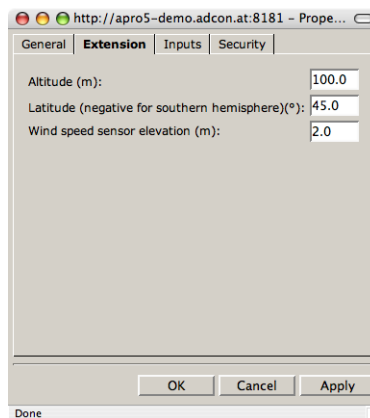 http://apro5-demo.adcon.at:8181 – Prope...
General Extension Inputs Security
Altitude (m): 100.0
Latitude (negative for southern hemisphere)(°): 45.0
Wind speed sensor elevation (m): 2.0
OK Cancel Apply
Done